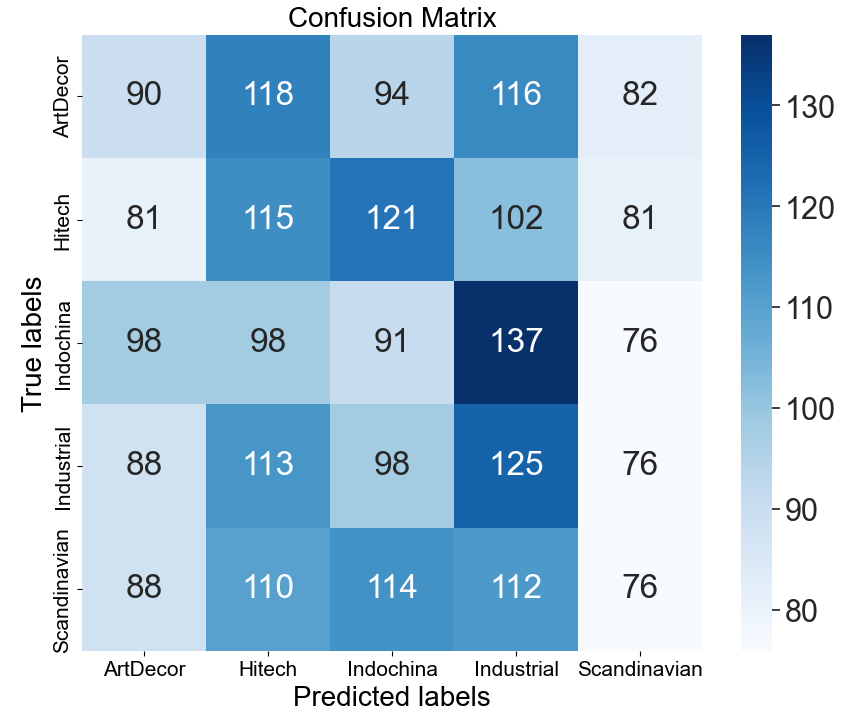 Confusion Matrix
True labels
ArtDecor 90 118 94 116 82
Hitech 81 115 121 102 81
Indochina 98 98 91 137 76
Industrial 88 113 98 125 76
Scandinavian 88 110 114 112 76
ArtDecor Hitech Indochina Industrial Scandinavian
Predicted labels
130
120
110
100
90
80